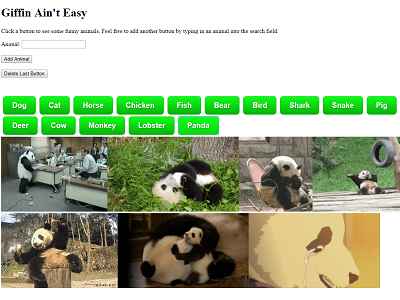 Giffin Ain't Easy
Click a button to see some funny animals. Feel free to add another button by typing in an animal into the search field.
Animal:
Add Animal
Delete Last Button
Dog Cat Horse Chicken Fish Bear Bird Shark Snake Pig
Deer Cow Monkey Lobster Panda